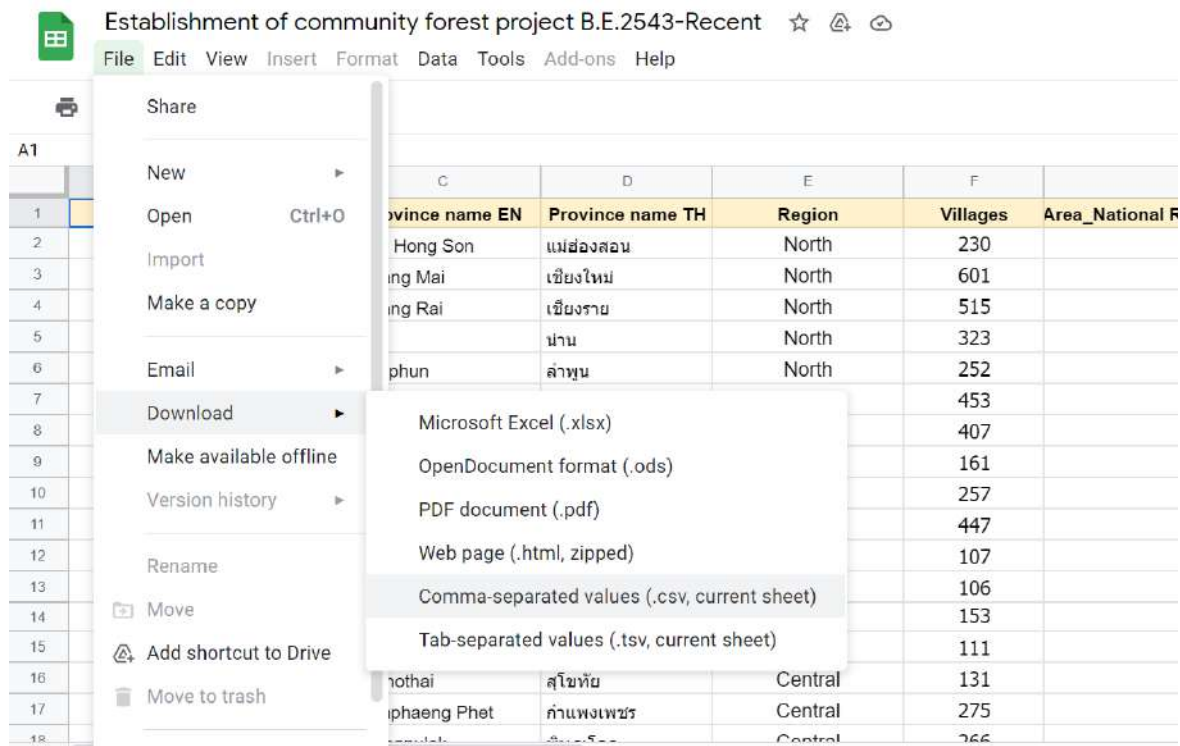 Establishment of community forest project B.E.2543-Recent
File Edit View Insert Format Data Tools Add-ons Help
Share
A1
New
C D E F
Open Ctrl+O
Import
Make a copy
Email
Download
Make available offline
Version history
Rename
Move
Add shortcut to Drive
Move to trash
Microsoft Excel (.xlsx)
OpenDocument format (.ods)
PDF document (.pdf)
Web page (.html, zipped)
Comma-separated values (.csv, current sheet)
Tab-separated values (.tsv, current sheet)
1 name EN Province name TH Region Villages Area_National
2 Hong Son แม่ฮ่องสอน North 230
3 Mai เชียงใหม่ North 601
4 Rai เชียงราย North 515
5 น่าน North 323
6 ลำพูน North 252
7 453
8 407
9 161
10 257
11 447
12 107
13 106
14 153
15 111
16 สุโขทัย Central 131
17 Phet กำแพงเพชร Central 275
18 Central 266